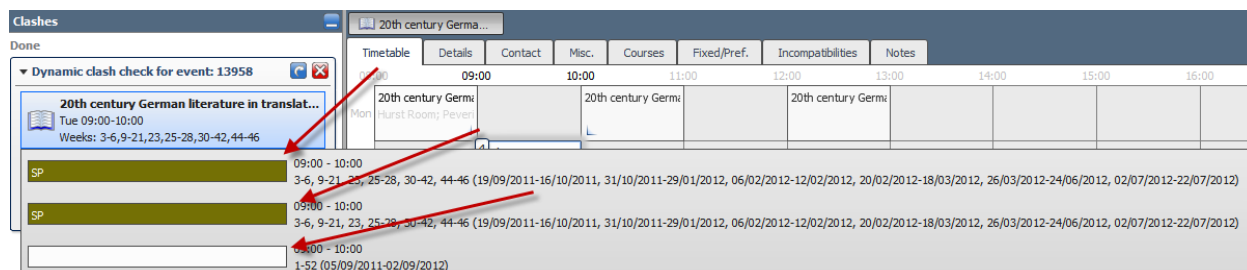 Clashes
Done
Dynamic clash check for event: 13958
20th century German literature in translat...
Tue 09:00-10:00
Weeks: 3-6,9-21,23,25-28,30-42,44-46
20th century Germa...
Timetable Details Contact Misc. Courses Fixed/Pref. Incompatibilities Notes
09:00 10:00 11:00 12:00 13:00 14:00 15:00 16:00
20th century Germa 20th century Germa 20th century Germa
Mon Hurst Room; Peveri
4
SP
09:00 - 10:00
3-6, 9-21, 23, 25-28, 30-42, 44-46 (19/09/2011-16/10/2011, 31/10/2011-29/01/2012, 06/02/2012-12/02/2012, 20/02/2012-18/03/2012, 26/03/2012-24/06/2012, 02/07/2012-22/07/2012)
SP
09:00 - 10:00
3-6, 9-21, 23, 25-28, 30-42, 44-46 (19/09/2011-16/10/2011, 31/10/2011-29/01/2012, 06/02/2012-12/02/2012, 20/02/2012-18/03/2012, 26/03/2012-24/06/2012, 02/07/2012-22/07/2012)
09:00 - 10:00
1-52 (05/09/2011-02/09/2012)